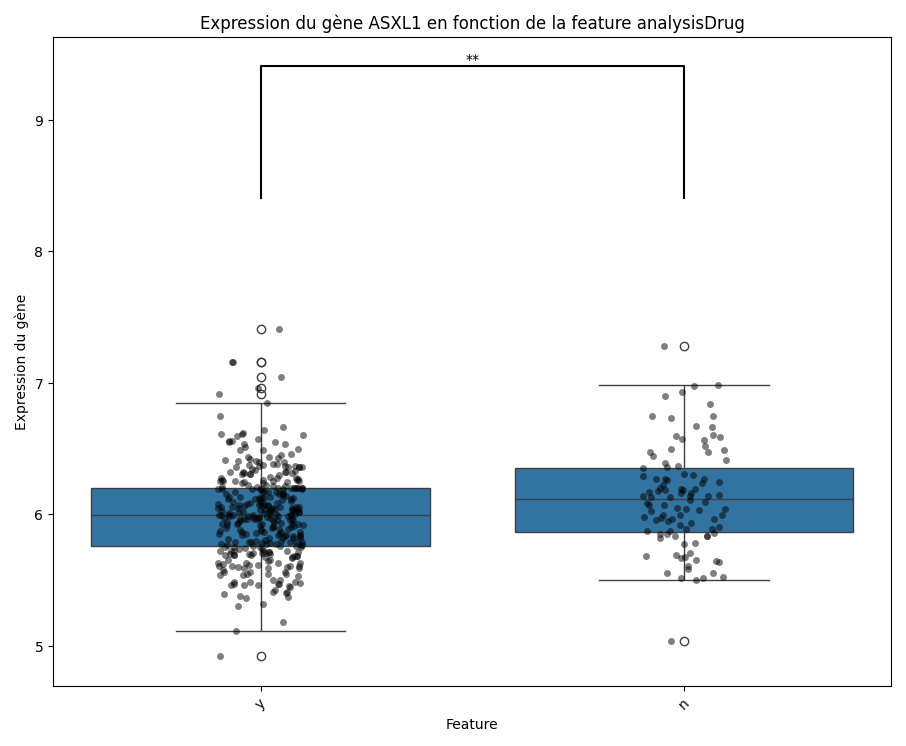 Expression du gène ASXL1 en fonction de la feature analysisDrug
**
9
8
7
6
5
Expression du gène
y
n
Feature